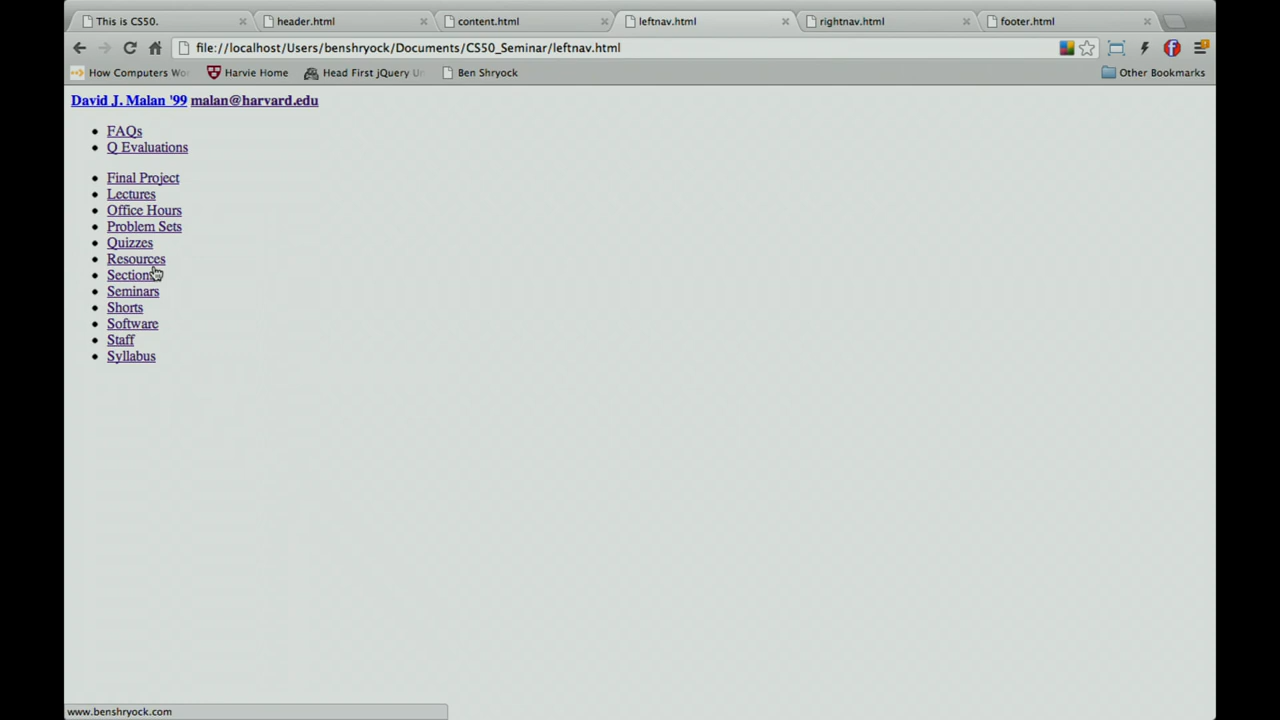 This is CS50.
header.html
content.html
leftnav.html
rightnav.html
footer.html
file://localhost/Users/benshryock/Documents/CS50_Seminar/leftnav.html
How Computers Wo
Harvie Home
Head First jQuery U
Ben Shryock
Other Bookmarks
David J. Malan '99 malan@harvard.edu
FAQs
Q Evaluations
Final Project
Lectures
Office Hours
Problem Sets
Quizzes
Resources
Section
Seminars
Shorts
Software
Staff
Syllabus
www.benshryock.com